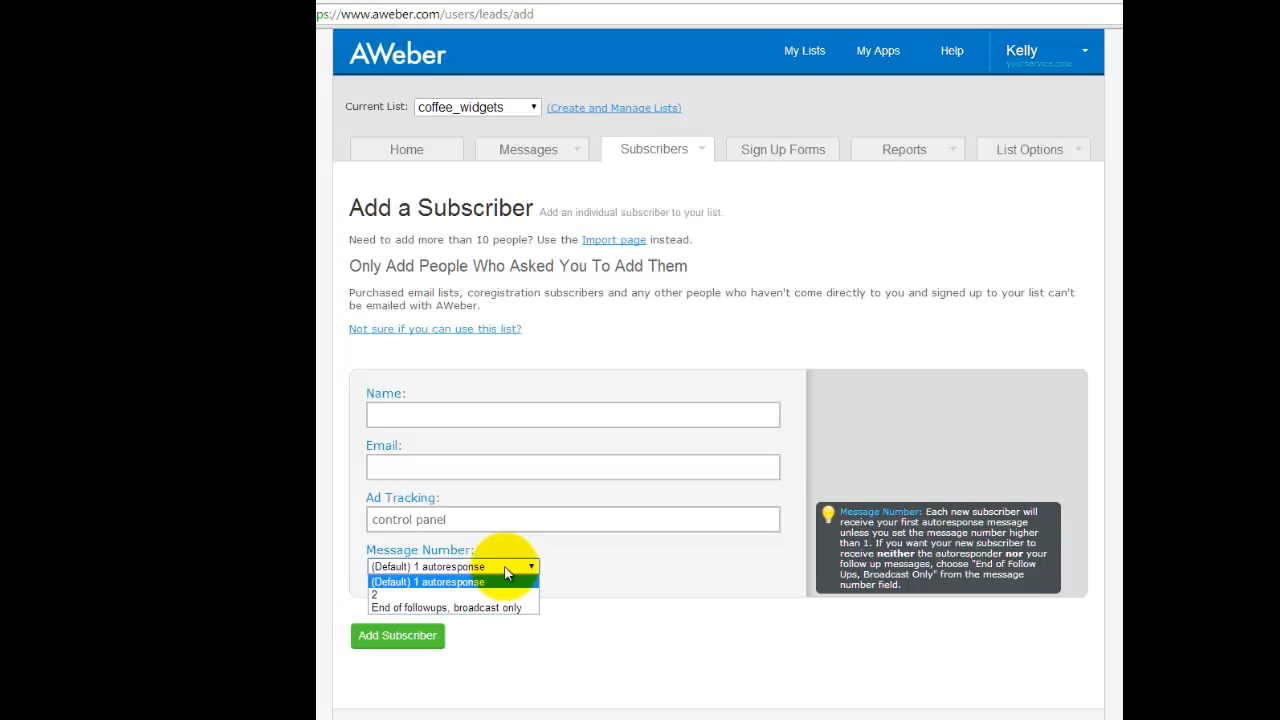 ps://www.aweber.com/users/leads/add
AWeber
My Lists
My Apps
Help
Kelly
yourservicezone
Current List:
coffee_widgets
(Create and Manage Lists)
Home
Messages
Subscribers
Sign Up Forms
Reports
List Options
Add a Subscriber Add an individual subscriber to your list.
Need to add more than 10 people? Use the Import page instead.
Only Add People Who Asked You To Add Them
Purchased email lists, coregistration subscribers and any other people who haven't come directly to you and signed up to your list can't
be emailed with AWeber.
Not sure if you can use this list?
Name:
Email:
Ad Tracking:
control panel
Message Number:
(Default) 1 autoresponse
(Default) 1 autoresponse
2
End of followups, broadcast only
Message Number: Each new subscriber will
receive your first autoresponse message
unless you set the message number higher
than 1. If you want your new subscriber to
receive neither the autoresponder nor your
follow up messages, choose "End of Follow
Ups, Broadcast Only" from the message
number field.
Add Subscriber